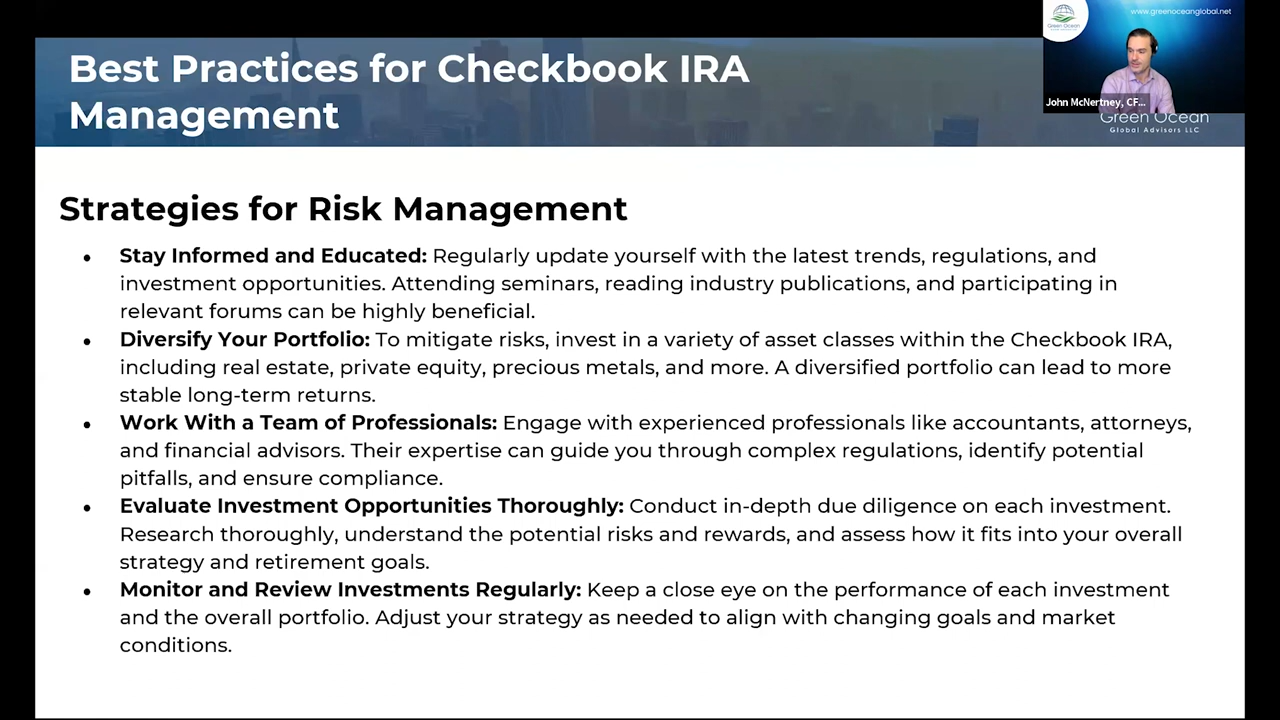 www.greenoceanglobal.net
Green Ocean
John McNertney, CF...
Green Ocean
Global Advisors LLC
Best Practices for Checkbook IRA
Management
Strategies for Risk Management
• Stay Informed and Educated: Regularly update yourself with the latest trends, regulations, and
investment opportunities. Attending seminars, reading industry publications, and participating in
relevant forums can be highly beneficial.
• Diversify Your Portfolio: To mitigate risks, invest in a variety of asset classes within the Checkbook IRA,
including real estate, private equity, precious metals, and more. A diversified portfolio can lead to more
stable long-term returns.
• Work With a Team of Professionals: Engage with experienced professionals like accountants, attorneys,
and financial advisors. Their expertise can guide you through complex regulations, identify potential
pitfalls, and ensure compliance.
• Evaluate Investment Opportunities Thoroughly: Conduct in-depth due diligence on each investment.
Research thoroughly, understand the potential risks and rewards, and assess how it fits into your overall
strategy and retirement goals.
• Monitor and Review Investments Regularly: Keep a close eye on the performance of each investment
and the overall portfolio. Adjust your strategy as needed to align with changing goals and market
conditions.